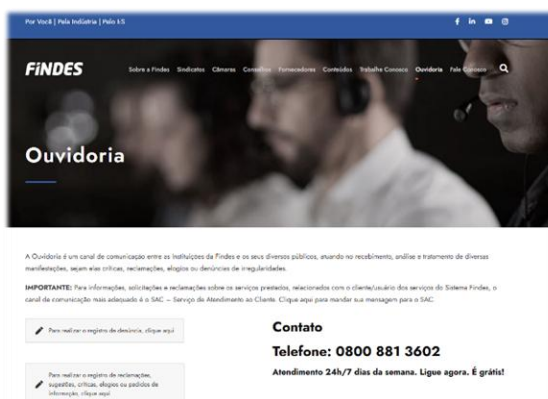 Por Você | Pela Indústria | Pelo ES
FINDES
Sobre a Findes Sindicatos Câmaras Conselhos Fornecedores Conteúdos Trabalhe Conosco Ouvidoria Fale Conosco
Ouvidoria
A Ouvidoria é um canal de comunicação entre as instituições da Findes e os seus diversos públicos, atuando no recebimento, análise e tratamento de diversas
manifestações, sejam elas críticas, reclamações, elogios ou denúncias de irregularidades.
IMPORTANTE: Para informações, solicitações e reclamações sobre os serviços prestados, relacionados com o cliente/usuário dos serviços do Sistema Findes, o
canal de comunicação mais adequado é o SAC – Serviço de Atendimento ao Cliente. Clique aqui para mandar sua mensagem para o SAC.
Para realizar o registro de denúncia, clique aqui
Para realizar o registro de reclamações,
sugestões, críticas, elogios ou pedidos de
informação, clique aqui
Contato
Telefone: 0800 881 3602
Atendimento 24h/7 dias da semana. Ligue agora. É grátis!